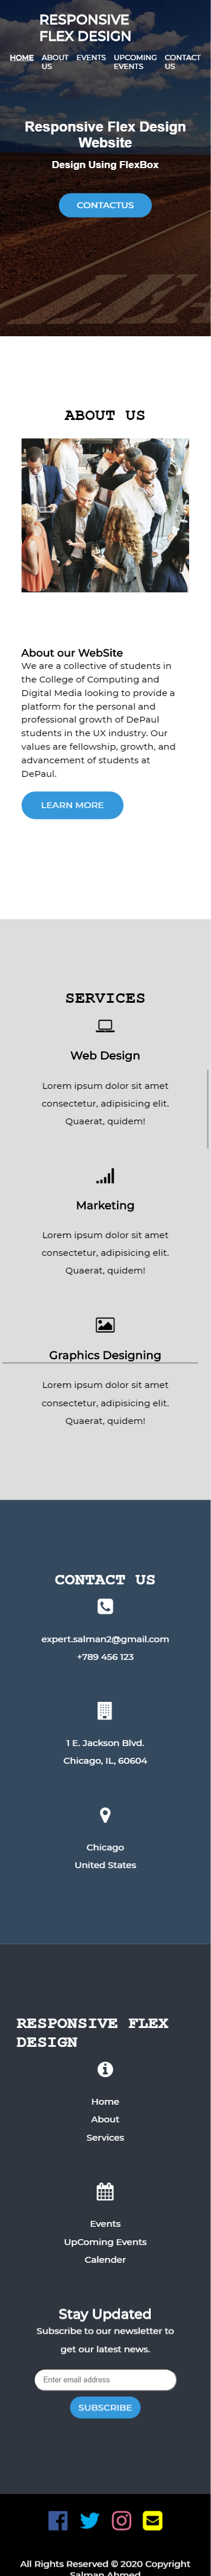 RESPONSIVE
FLEX DESIGN
HOME ABOUT US EVENTS UPCOMING EVENTS CONTACT US
Responsive Flex Design
Website
Design Using FlexBox
CONTACTUS
ABOUT US
About our WebSite
We are a collective of students in
the College of Computing and
Digital Media looking to provide a
platform for the personal and
professional growth of DePaul
students in the UX industry. Our
values are fellowship, growth, and
advancement of students at
DePaul.
LEARN MORE
SERVICES
Web Design
Lorem ipsum dolor sit amet
consectetur, adipisicing elit.
Quaerat, quidem!
Marketing
Lorem ipsum dolor sit amet
consectetur, adipisicing elit.
Quaerat, quidem!
Graphics Designing
Lorem ipsum dolor sit amet
consectetur, adipisicing elit.
Quaerat, quidem!
CONTACT US
expert.salman2@gmail.com
+789 456 123
1 E. Jackson Blvd.
Chicago, IL, 60604
Chicago
United States
RESPONSIVE FLEX
DESIGN
Home
About
Services
Events
UpComing Events
Calender
Stay Updated
Subscribe to our newsletter to
get our latest news.
Enter email address
SUBSCRIBE
All Rights Reserved © 2020 Copyright
Salman Ahmed